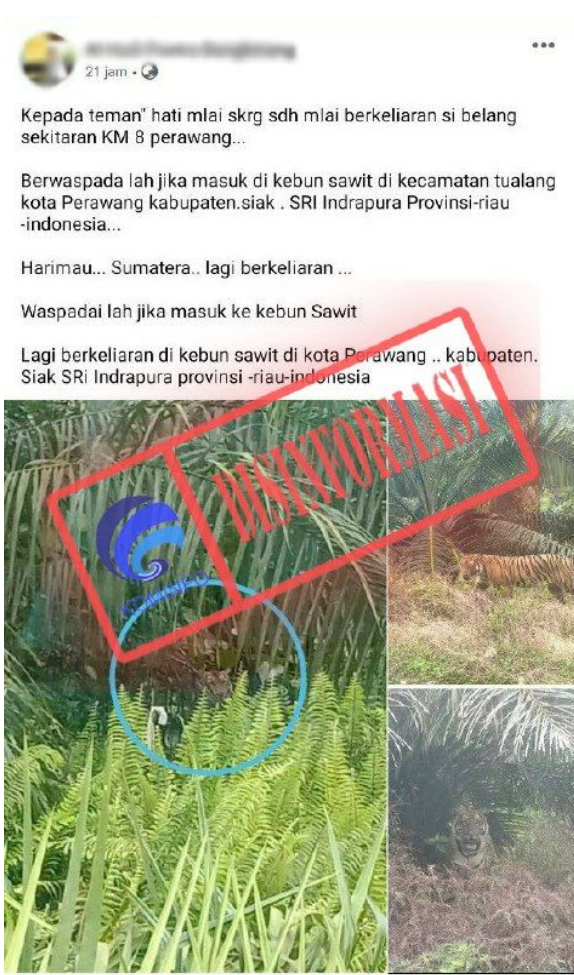 21 jam •
Kepada teman" hati mlai skrg sdh mlai berkeliaran si belang
sekitaran KM 8 perawang...
Berwaspada lah jika masuk di kebun sawit di kecamatan tualang
kota Perawang kabupaten.siak . SRI Indrapura Provinsi-riau
-indonesia...
Harimau... Sumatera.. lagi berkeliaran ...
Waspadai lah jika masuk ke kebun Sawit
Lagi berkeliaran di kebun sawit di kota Perawang .. kabupaten.
Siak SRi Indrapura provinsi -riau-indonesia
DISINFORMASI
KOMINFO